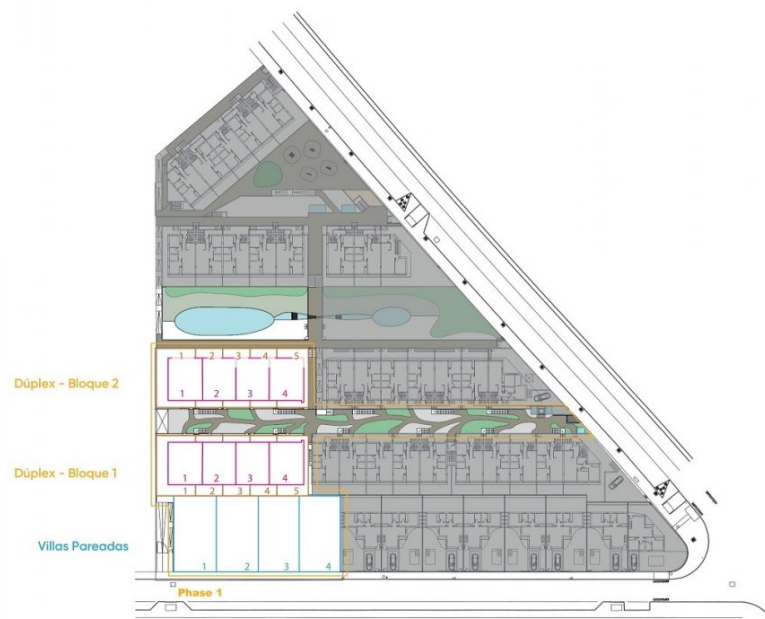 1 2 3 4 5
1 2 3 4
Dúplex - Bloque 2
1 2 3 4
Dúplex - Bloque 1
1 2 3 4 5
Villas Pareadas
1 2 3 4
Phase 1